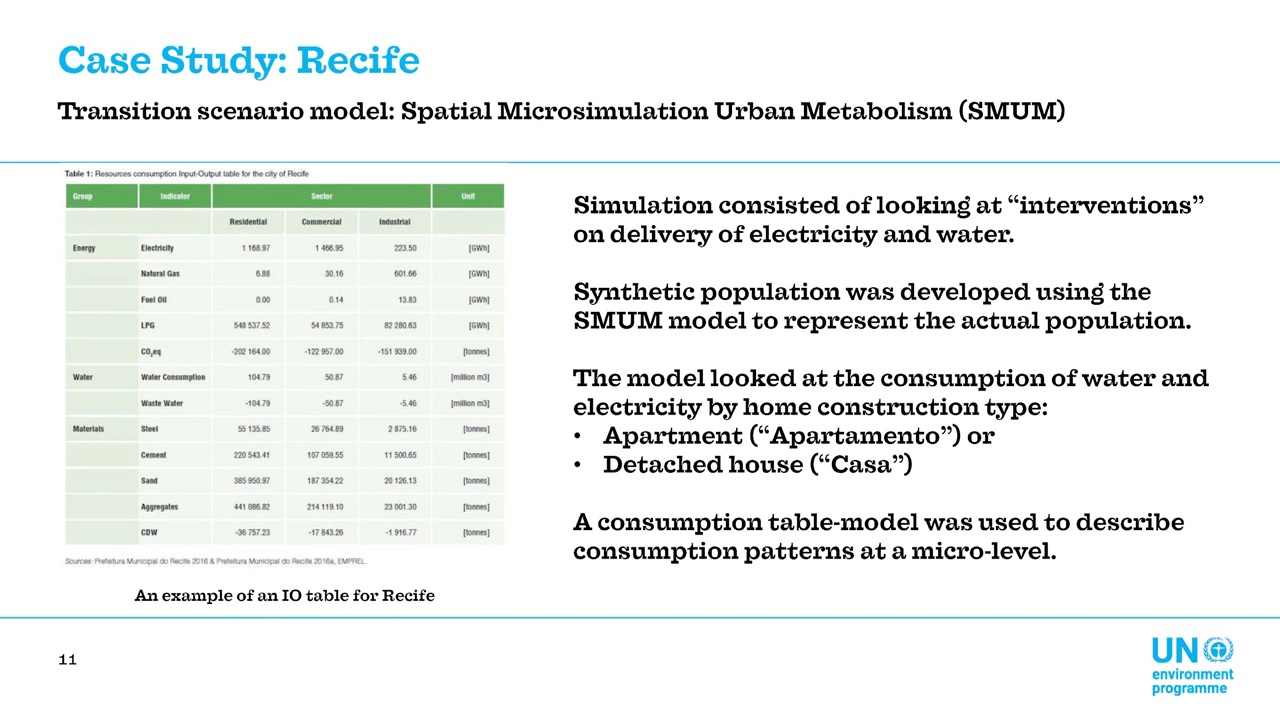 Case Study: Recife
Transition scenario model: Spatial Microsimulation Urban Metabolism (SMUM)
Table 1: Resources consumption Input-Output table for the city of Recife
Group Indicator Sector Unit
Residential Commercial Industrial
Energy Electricity 1 168.97 1 466.95 223.50 [GWh]
Natural Gas 6.88 30.16 601.66 [GWh]
Fuel Oil 0.00 0.14 13.83 [GWh]
LPG 548 537.52 54 853.75 82 280.63 [GWh]
CO₂eq -202 164.00 -122 957.00 -151 939.00 [tonnes]
Water Water Consumption 104.79 50.87 5.46 [million m3]
Waste Water -104.79 -50.87 -5.46 [million m3]
Materials Steel 55 135.85 26 764.89 2 875.16 [tonnes]
Cement 220 543.41 107 059.55 11 500.65 [tonnes]
Sand 385 950.97 187 354.22 20 126.13 [tonnes]
Aggregates 441 086.82 214 119.10 23 001.30 [tonnes]
CDW -36 757.23 -17 843.26 -1 916.77 [tonnes]
Sources: Prefeitura Municipal do Recife 2016 & Prefeitura Municipal do Recife 2016a, EMPREL.
An example of an IO table for Recife
Simulation consisted of looking at “interventions”
on delivery of electricity and water.
Synthetic population was developed using the
SMUM model to represent the actual population.
The model looked at the consumption of water and
electricity by home construction type:
• Apartment (“Apartamento”) or
• Detached house (“Casa”)
A consumption table-model was used to describe
consumption patterns at a micro-level.
11
UN
environment
programme